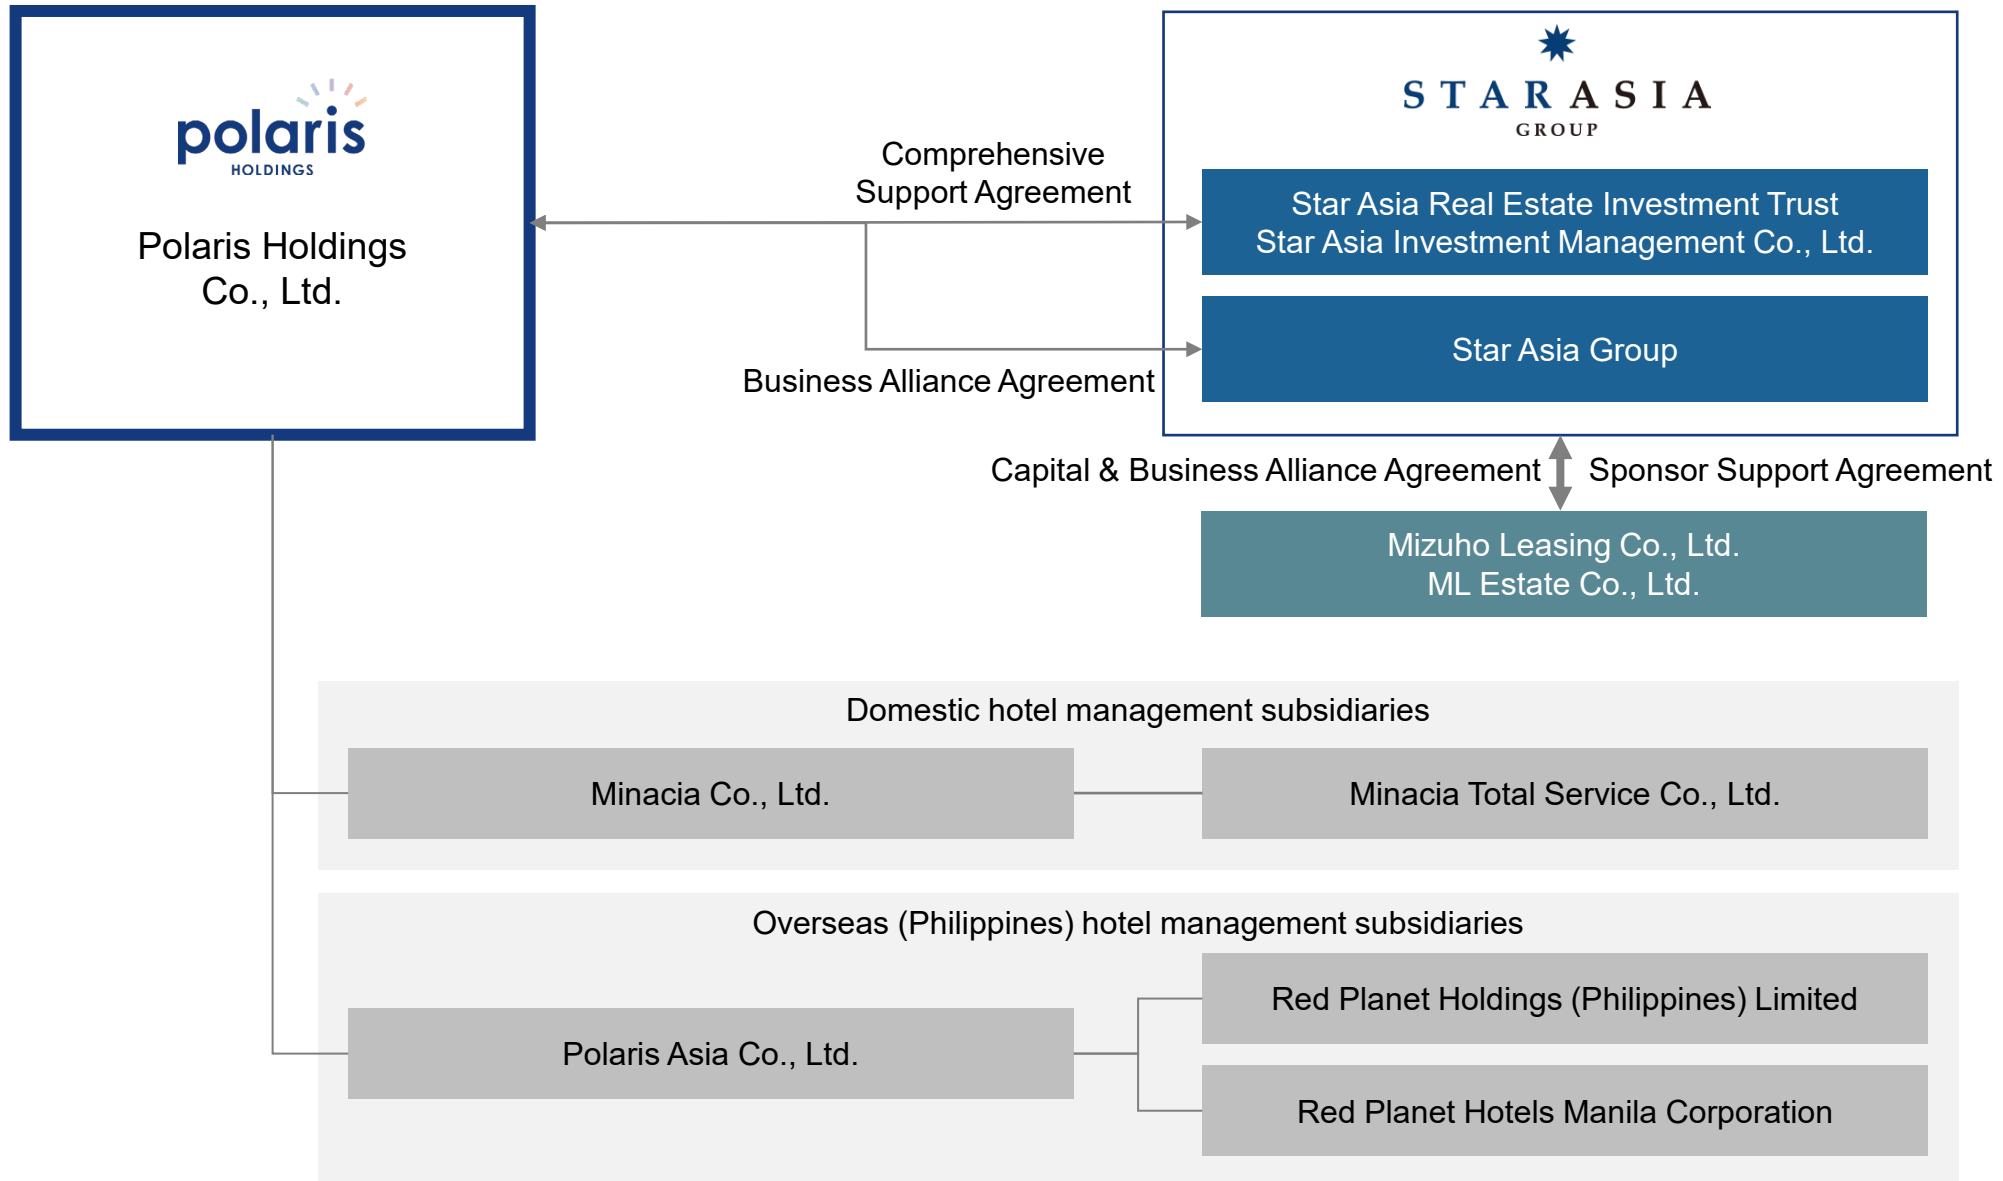 polaris
HOLDINGS
Polaris Holdings
Co., Ltd.
Comprehensive
Support Agreement
Business Alliance Agreement
STARASIA
GROUP
Star Asia Real Estate Investment Trust
Star Asia Investment Management Co., Ltd.
Star Asia Group
Capital & Business Alliance Agreement
Sponsor Support Agreement
Mizuho Leasing Co., Ltd.
ML Estate Co., Ltd.
Domestic hotel management subsidiaries
Minacia Co., Ltd.
Minacia Total Service Co., Ltd.
Overseas (Philippines) hotel management subsidiaries
Polaris Asia Co., Ltd.
Red Planet Holdings (Philippines) Limited
Red Planet Hotels Manila Corporation